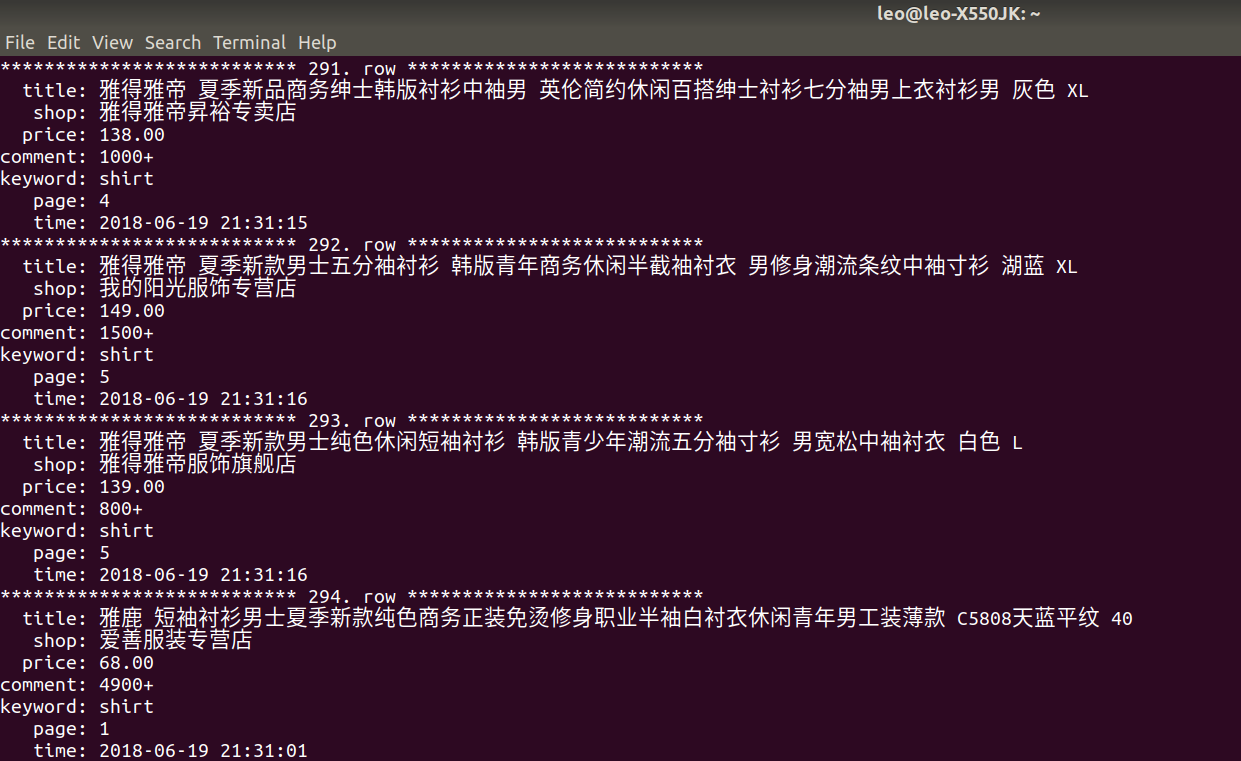 leo@leo-X550JK: ~
File Edit View Search Terminal Help
*************************** 291. row ***************************
title: 雅得雅帝 夏季新品商务绅士韩版衬衫中袖男 英伦简约休闲百搭绅士衬衫七分袖男上衣衬衫男 灰色 XL
shop: 雅得雅帝昇裕专卖店
price: 138.00
comment: 1000+
keyword: shirt
page: 4
time: 2018-06-19 21:31:15
*************************** 292. row ***************************
title: 雅得雅帝 夏季新款男士五分袖衬衫 韩版青年商务休闲半截袖衬衣 男修身潮流条纹中袖寸衫 湖蓝 XL
shop: 我的阳光服饰专营店
price: 149.00
comment: 1500+
keyword: shirt
page: 5
time: 2018-06-19 21:31:16
*************************** 293. row ***************************
title: 雅得雅帝 夏季新款男士纯色休闲短袖衬衫 韩版青少年潮流五分袖寸衫 男宽松中袖衬衣 白色 L
shop: 雅得雅帝服饰旗舰店
price: 139.00
comment: 800+
keyword: shirt
page: 5
time: 2018-06-19 21:31:16
*************************** 294. row ***************************
title: 雅鹿 短袖衬衫男士夏季新款纯色商务正装免烫修身职业半袖白衬衣休闲青年男工装薄款 C5808天蓝平纹 40
shop: 爱善服装专营店
price: 68.00
comment: 4900+
keyword: shirt
page: 1
time: 2018-06-19 21:31:01